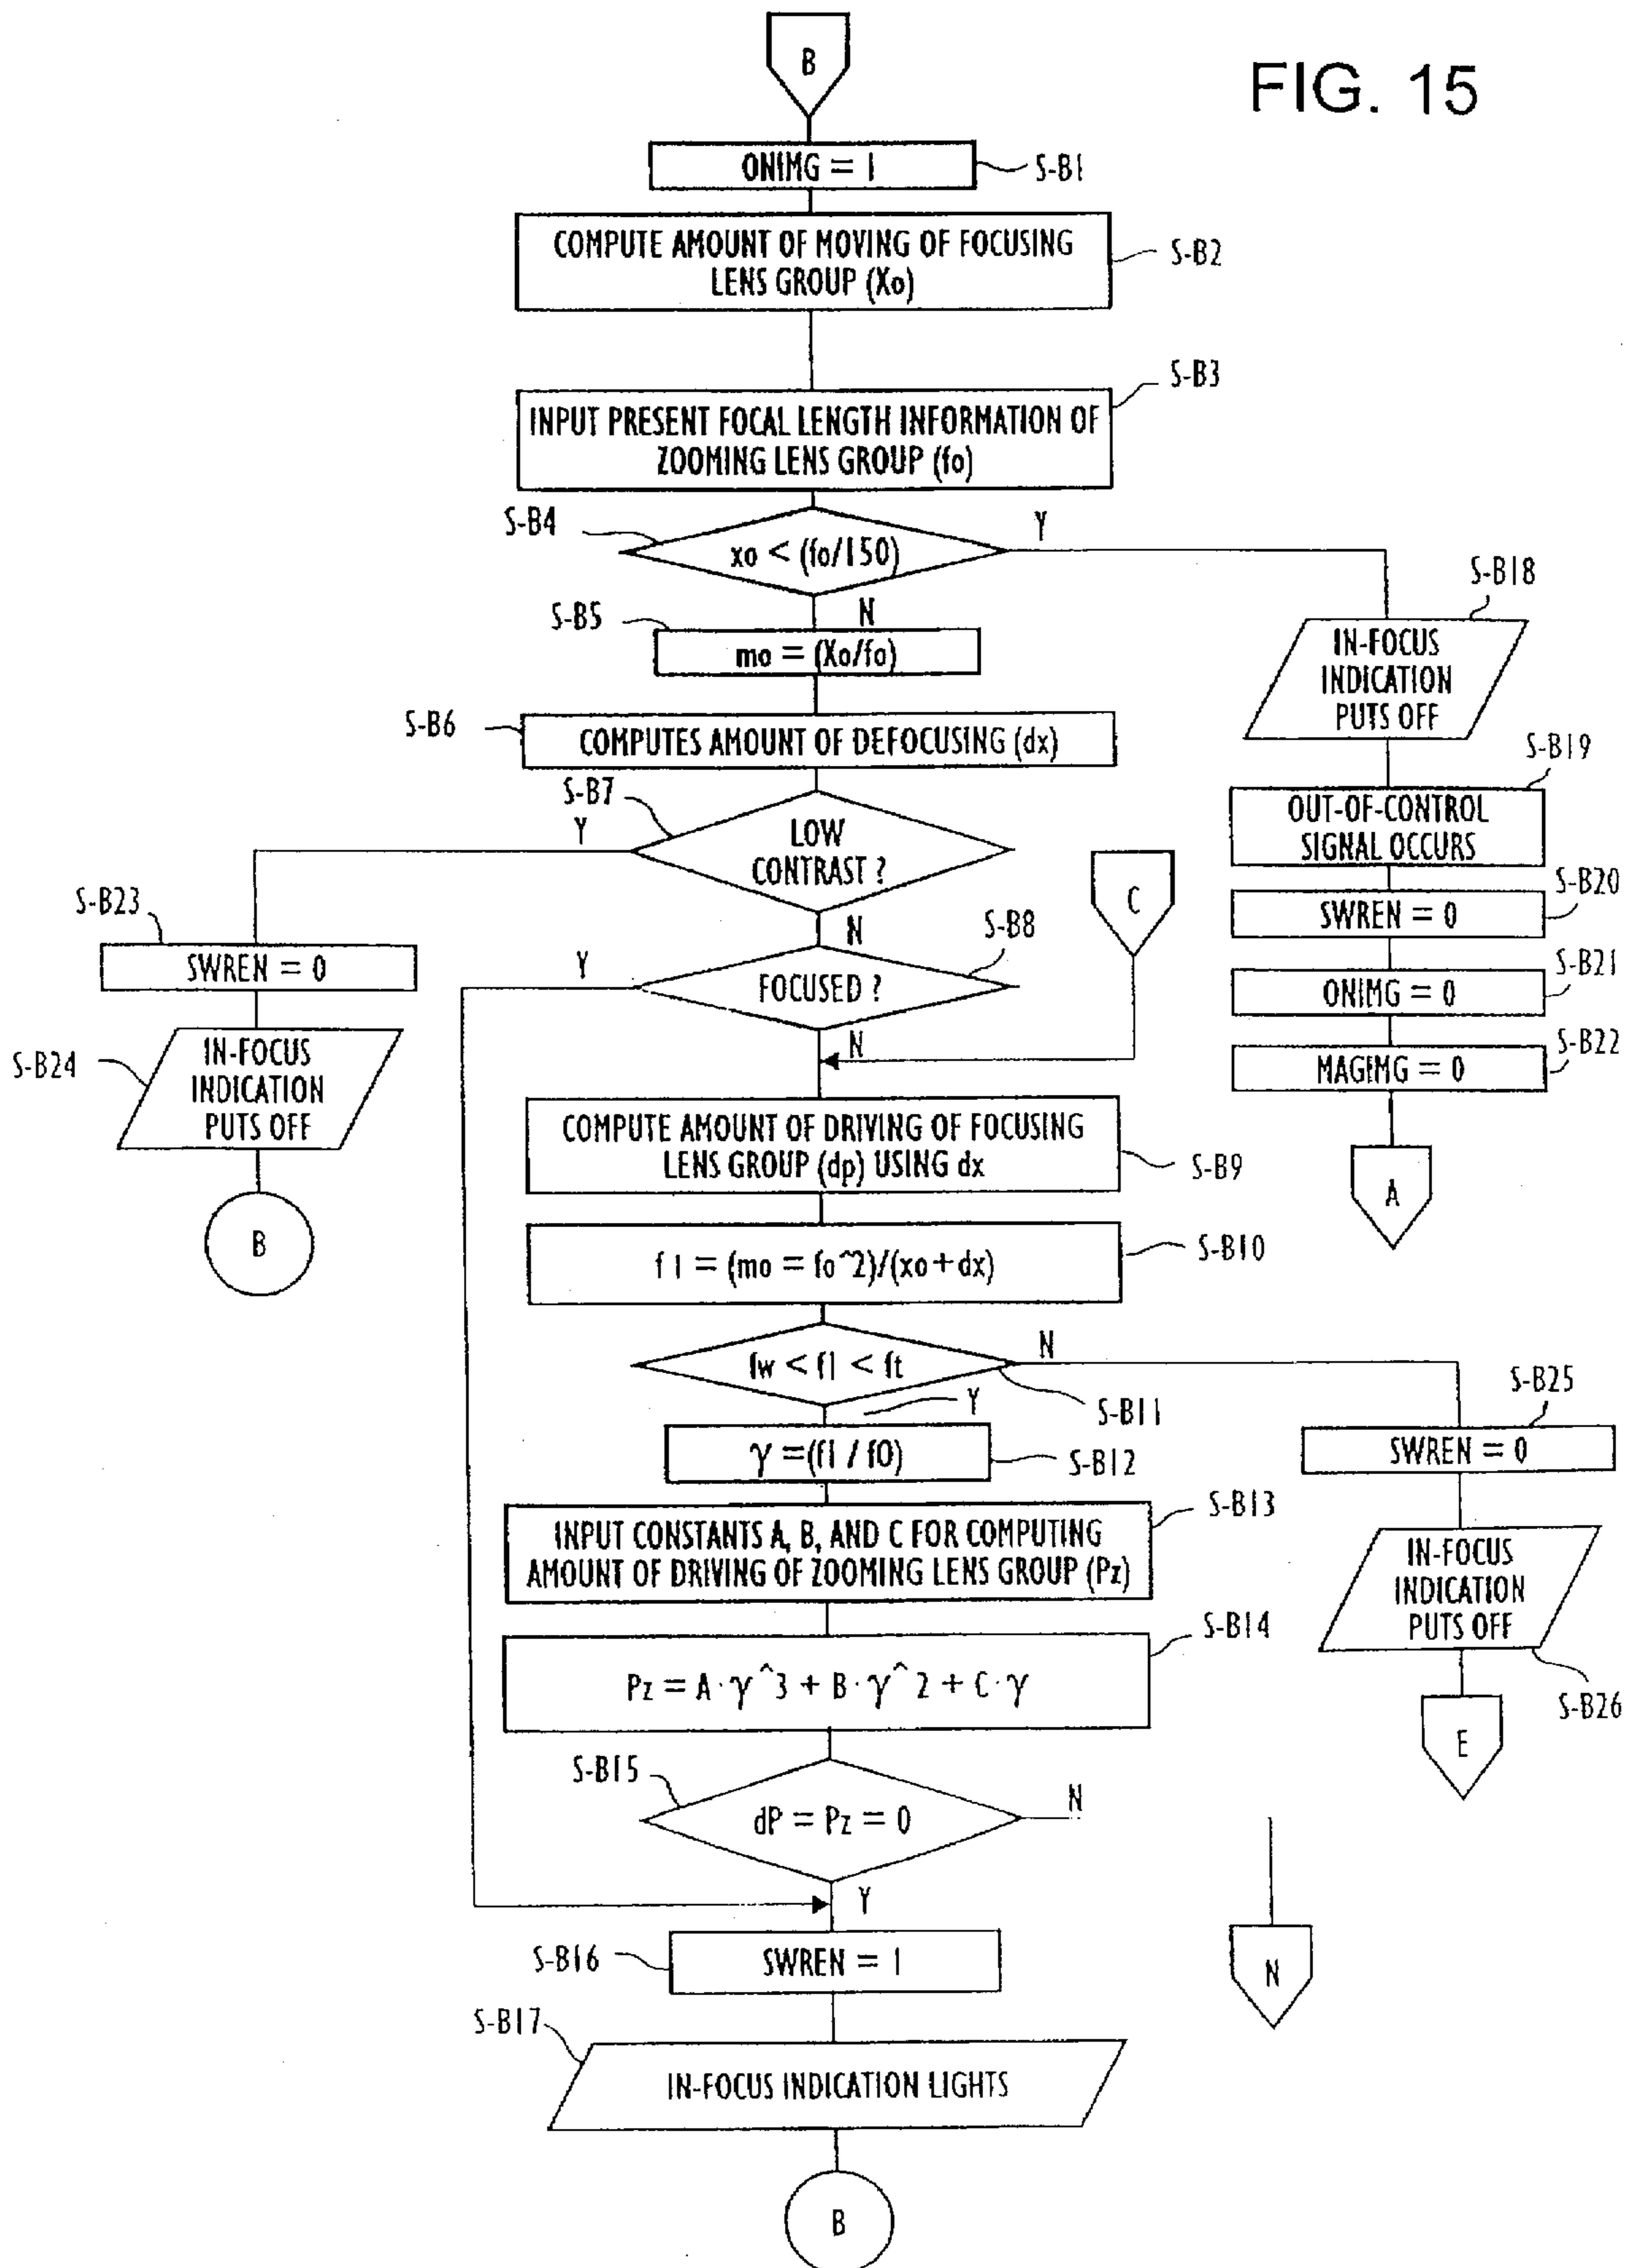 B
FIG. 15
ONIMG = 1
S-B1
COMPUTE AMOUNT OF MOVING OF FOCUSING
LENS GROUP (Xo)
S-B2
S-B3
INPUT PRESENT FOCAL LENGTH INFORMATION OF
ZOOMING LENS GROUP (fo)
S-B4
xo < (fo/150)
Y
N
S-B5
mo = (Xo/fo)
S-B18
IN-FOCUS
INDICATION
PUTS OFF
S-B6
COMPUTES AMOUNT OF DEFOCUSING (dx)
S-B19
OUT-OF-CONTROL
SIGNAL OCCURS
S-B7
Y
LOW
CONTRAST ?
N
C
S-B20
SWREN = 0
S-B23
SWREN = 0
S-B8
Y
FOCUSED ?
N
S-B21
ONIMG = 0
S-B22
MAGIMG = 0
S-B24
IN-FOCUS
INDICATION
PUTS OFF
COMPUTE AMOUNT OF DRIVING OF FOCUSING
LENS GROUP (dp) USING dx
S-B9
A
B
f1 = (mo = fo^2)/(xo+dx)
S-B10
fw < f1 < ft
N
Y
S-B11
S-B25
SWREN = 0
γ =(f1 / f0)
S-B12
S-B13
INPUT CONSTANTS A, B, AND C FOR COMPUTING
AMOUNT OF DRIVING OF ZOOMING LENS GROUP (Pz)
IN-FOCUS
INDICATION
PUTS OFF
S-B26
S-B14
Pz = A·γ^3 + B·γ^2 + C·γ
E
S-B15
dP = Pz = 0
N
Y
S-B16
SWREN = 1
N
S-B17
IN-FOCUS INDICATION LIGHTS
B